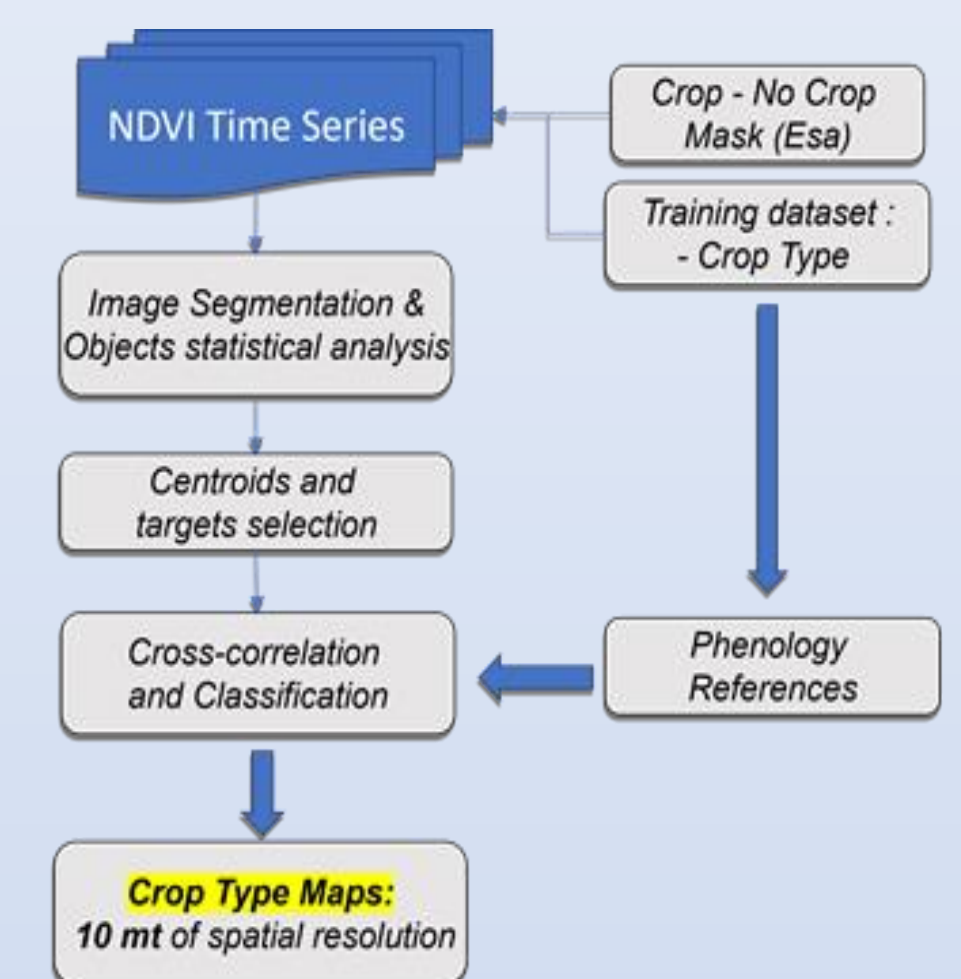 NDVI Time Series
Crop - No Crop
Mask (Esa)
Training dataset :
- Crop Type
Image Segmentation &
Objects statistical analysis
Centroids and
targets selection
Cross-correlation
and Classification
Phenology
References
Crop Type Maps:
10 mt of spatial resolution